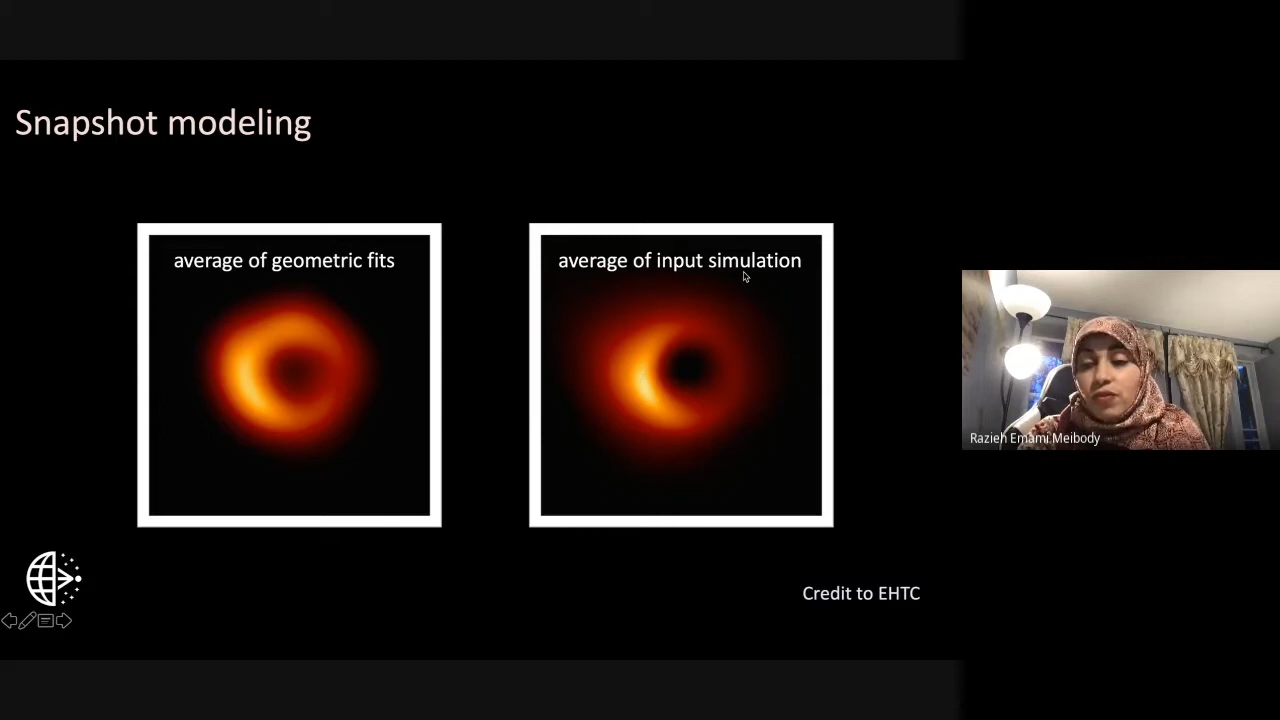 Snapshot modeling
average of geometric fits
average of input simulation
Razieh Emami Meibody
Credit to EHTC